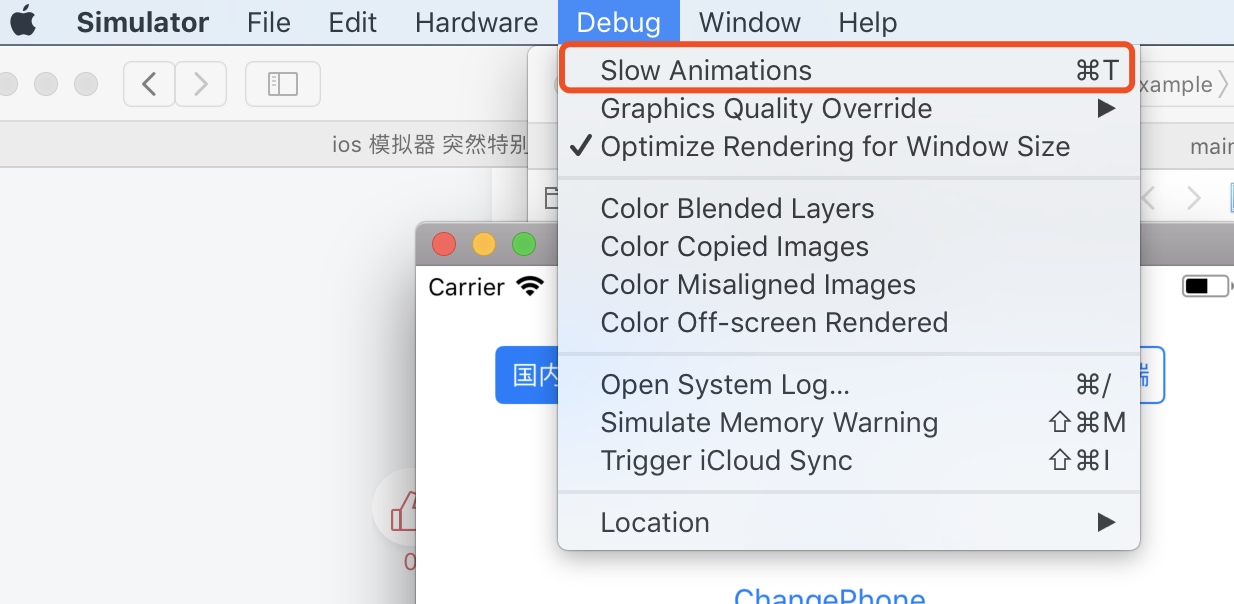 Simulator File Edit Hardware Debug Window Help
Slow Animations ⌘T
xample
Graphics Quality Override ▶
ios 模拟器 突然特别
✓ Optimize Rendering for Window Size
main
Color Blended Layers
Color Copied Images
Color Misaligned Images
Carrier
Color Off-screen Rendered
国内
端
Open System Log... ⌘/
Simulate Memory Warning ⇧⌘M
Trigger iCloud Sync ⇧⌘I
Location ▶
0
ChangePhone